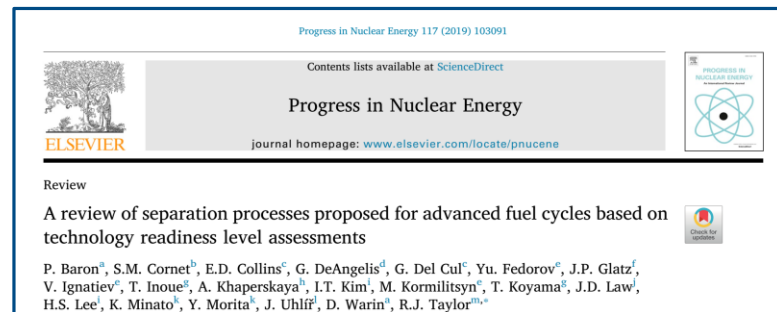 Progress in Nuclear Energy 117 (2019) 103091
Contents lists available at ScienceDirect
Progress in Nuclear Energy
journal homepage: www.elsevier.com/locate/pnucene
ELSEVIER
PROGRESS IN
NUCLEAR ENERGY
Review
A review of separation processes proposed for advanced fuel cycles based on
technology readiness level assessments
Check for
updates
P. Baronᵃ, S.M. Cornetᵇ, E.D. Collinsᶜ, G. DeAngelisᵈ, G. Del Culᶜ, Yu. Fedorovᵉ, J.P. Glatzᶠ,
V. Ignatievᵉ, T. Inoueᵍ, A. Khaperskayaʰ, I.T. Kimⁱ, M. Kormilitsynᵉ, T. Koyamaᵍ, J.D. Lawʲ,
H.S. Leeⁱ, K. Minatoᵏ, Y. Moritaᵏ, J. Uhlířˡ, D. Warinᵃ, R.J. Taylorᵐ,*